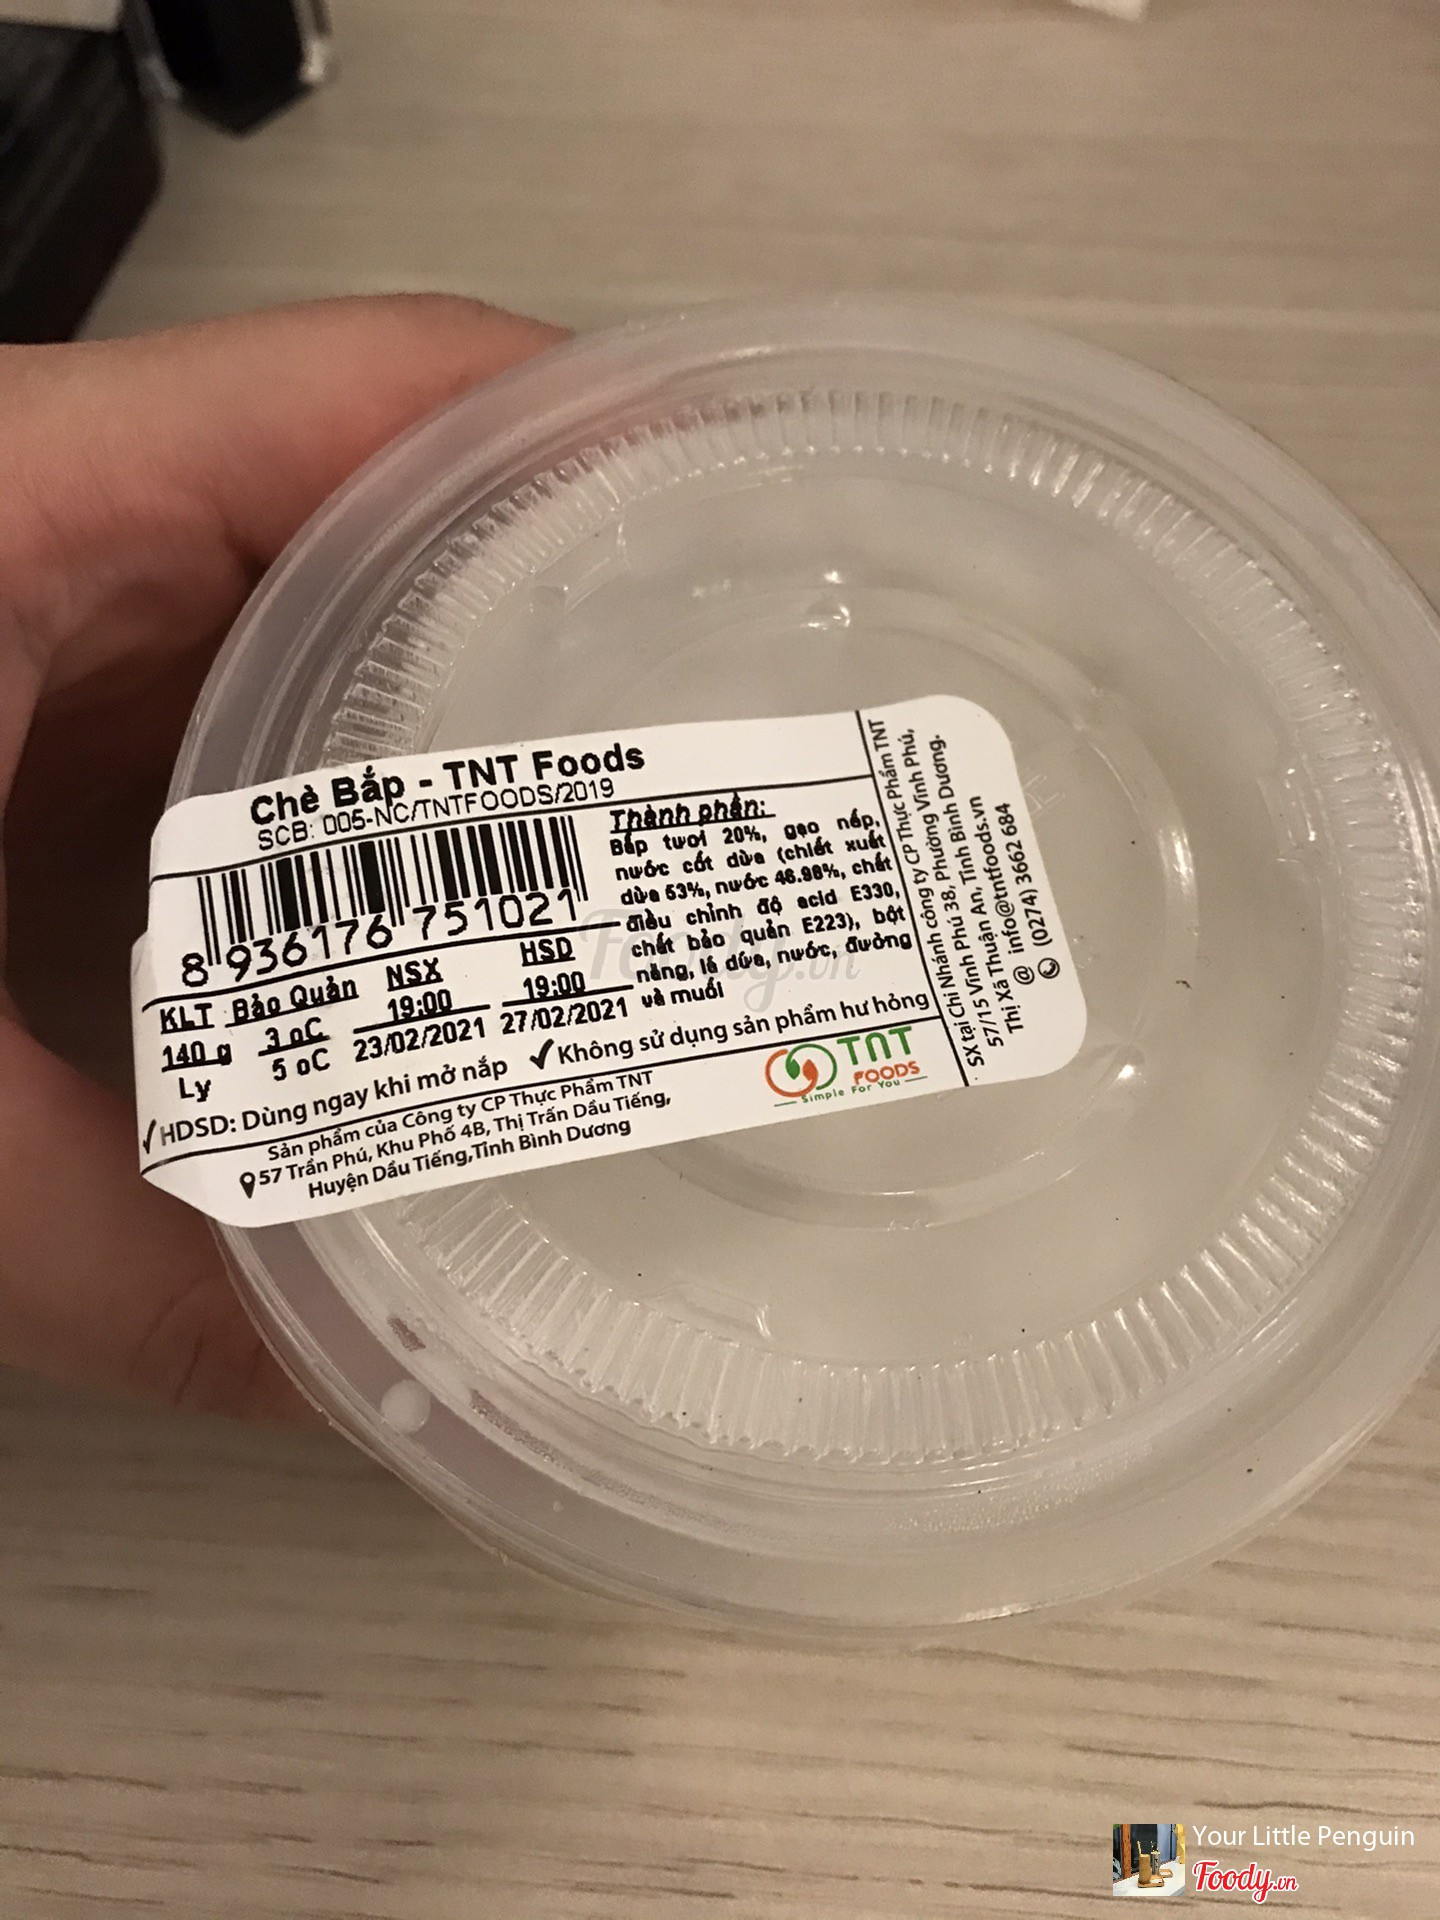 Chè Bắp - TNT Foods
SCB: 005-NC/TNTFOODS/2019
8 936176 751021
KLT
140 g
Ly
Bảo Quản
3 oC
5 oC
NSX
19:00
23/02/2021
HSD
19:00
27/02/2021
Thành phần:
Bắp tươi 20%, gạo nếp,
nước cốt dừa (chiết xuất
dừa 53%, nước 46.98%, chất
điều chỉnh độ acid E330,
chất bảo quản E223), bột
năng, lá dứa, nước, đường
và muối
✓HDSD: Dùng ngay khi mở nắp ✓Không sử dụng sản phẩm hư hỏng
Sản phẩm của Công ty CP Thực Phẩm TNT
57 Trần Phú, Khu Phố 4B, Thị Trấn Dầu Tiếng,
Huyện Dầu Tiếng,Tỉnh Bình Dương
TNT
FOODS
Simple For You
SX tại Chi Nhánh công ty CP Thực Phẩm TNT
57/15 Vĩnh Phú 38, Phường Vĩnh Phú,
Thị Xã Thuận An, Tỉnh Bình Dương.
@ info@tntfoods.vn
(0274) 3662 684
Foody.vn
Your Little Penguin
Foody.vn